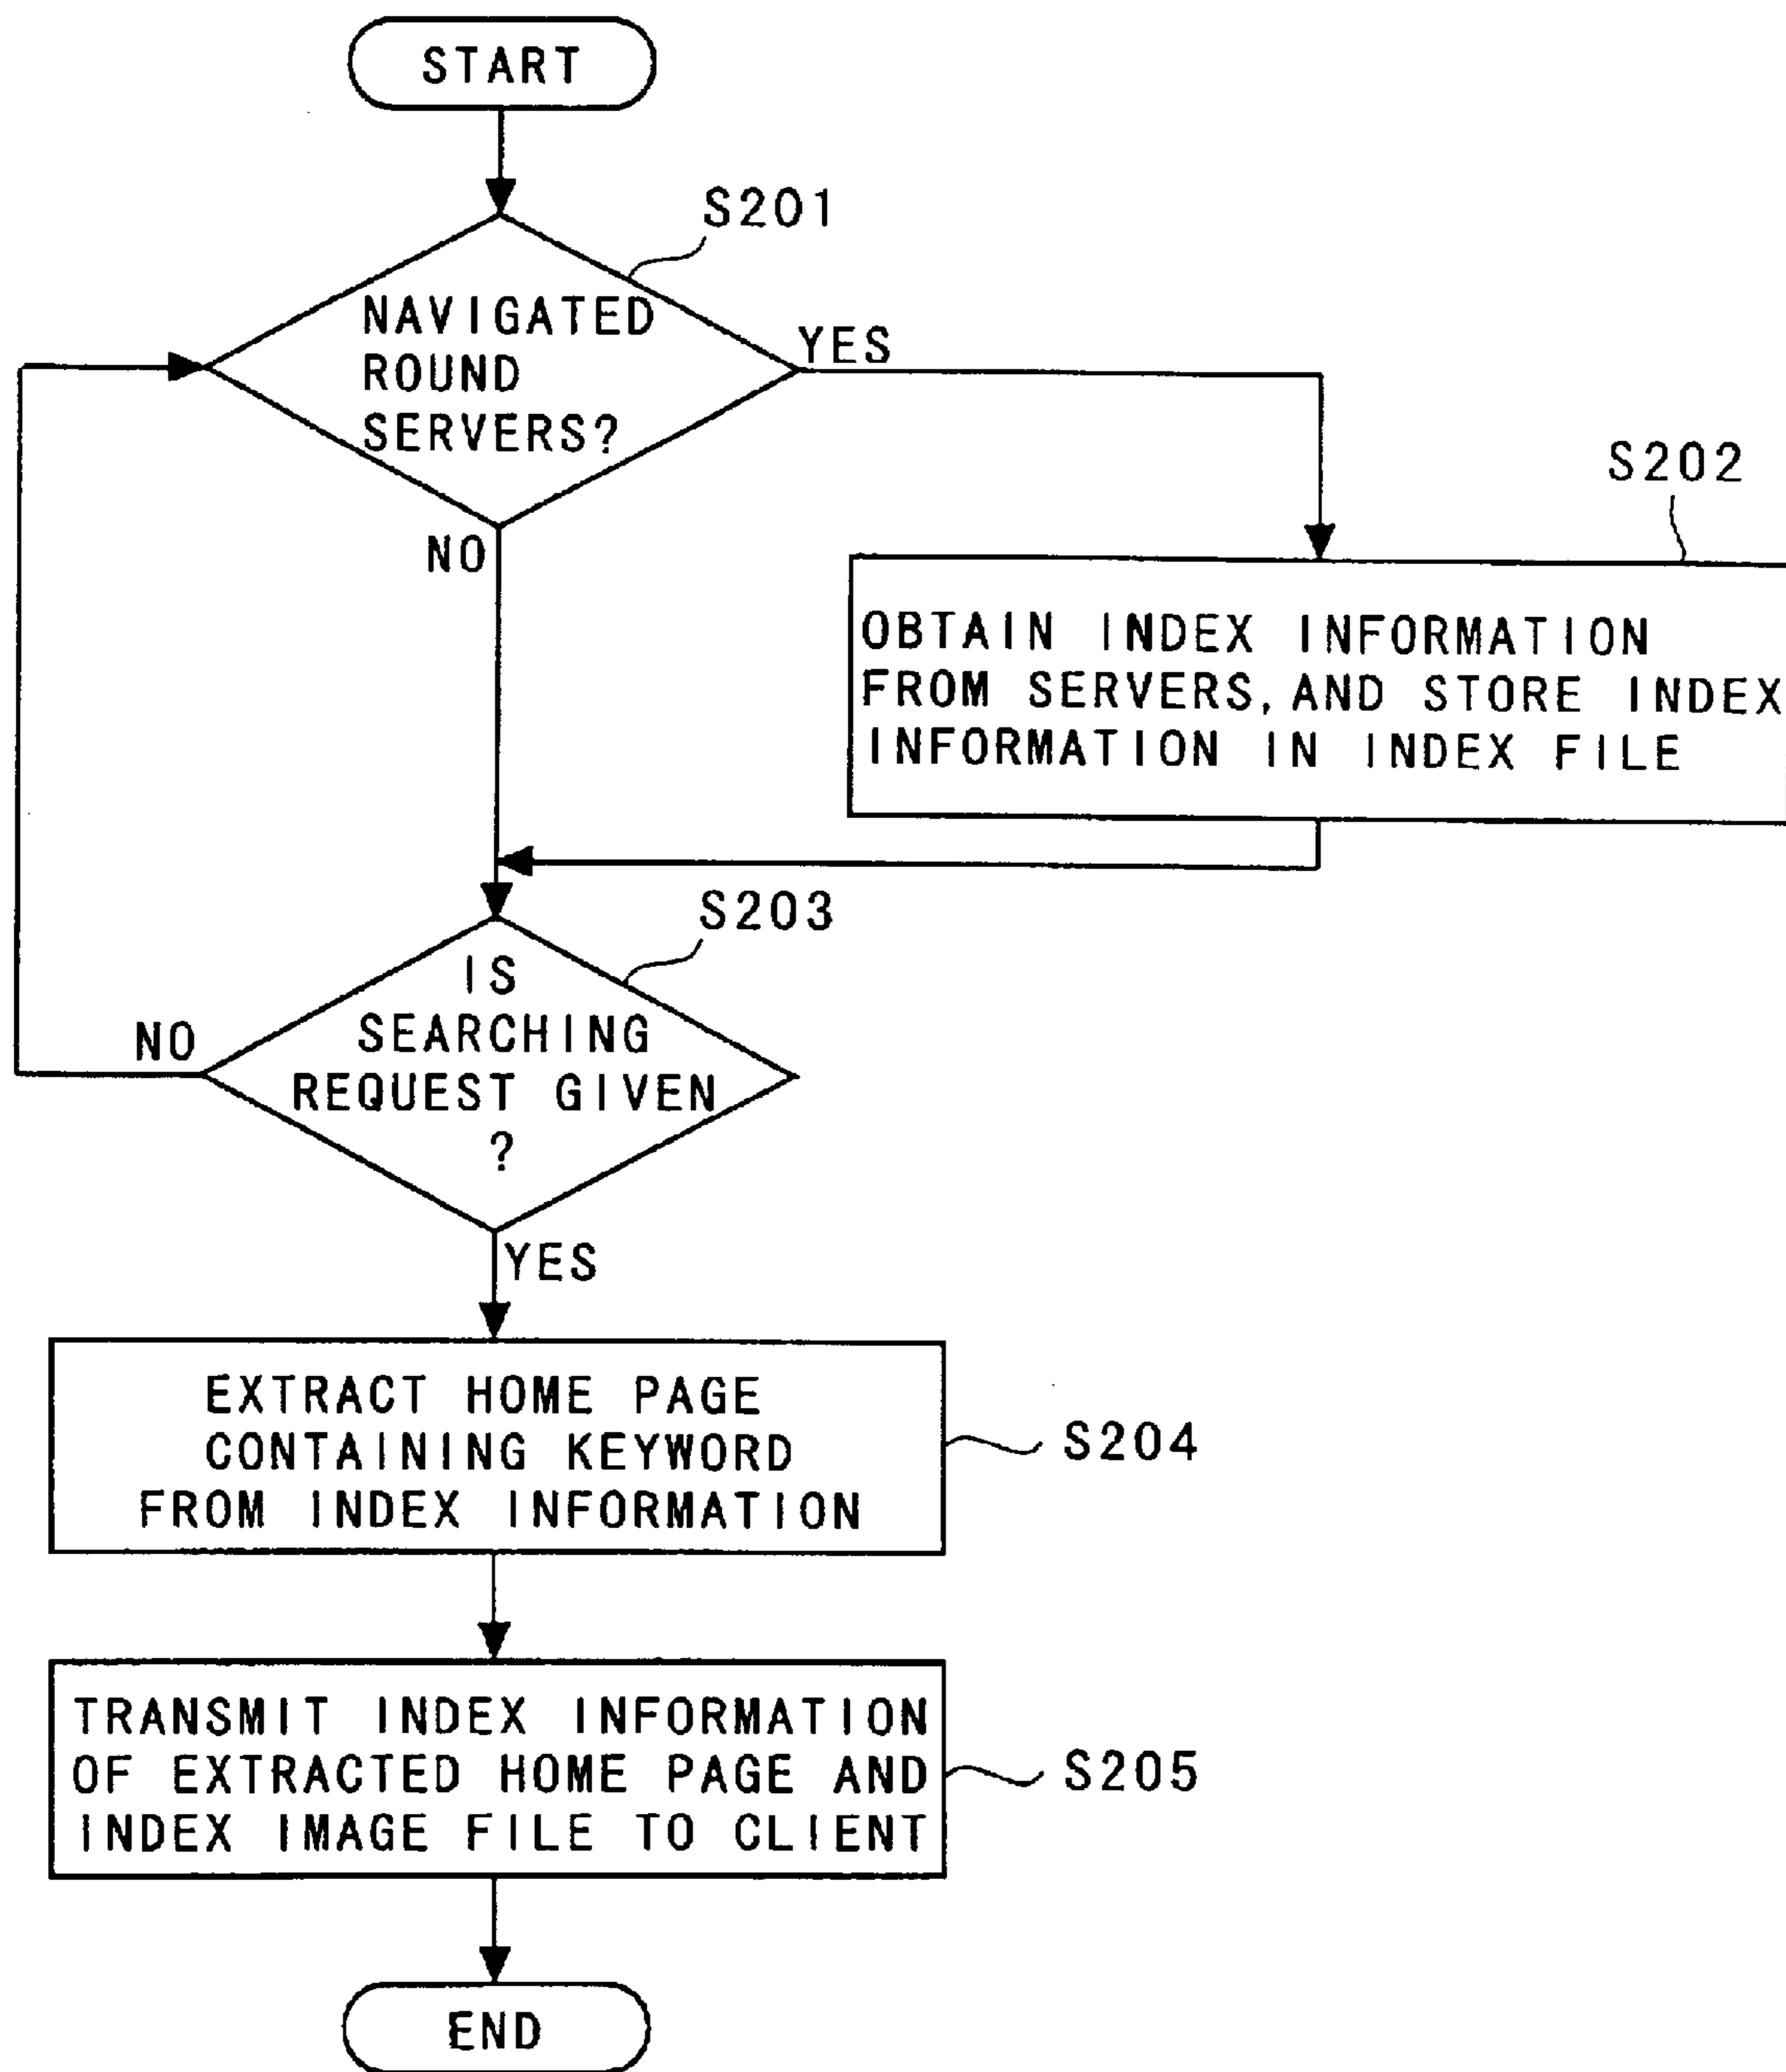 START
S201
NAVIGATED
ROUND
SERVERS?
YES
NO
S202
OBTAIN INDEX INFORMATION
FROM SERVERS, AND STORE INDEX
INFORMATION IN INDEX FILE
S203
IS
SEARCHING
REQUEST GIVEN
?
NO
YES
EXTRACT HOME PAGE
CONTAINING KEYWORD
FROM INDEX INFORMATION
S204
TRANSMIT INDEX INFORMATION
OF EXTRACTED HOME PAGE AND
INDEX IMAGE FILE TO CLIENT
S205
END